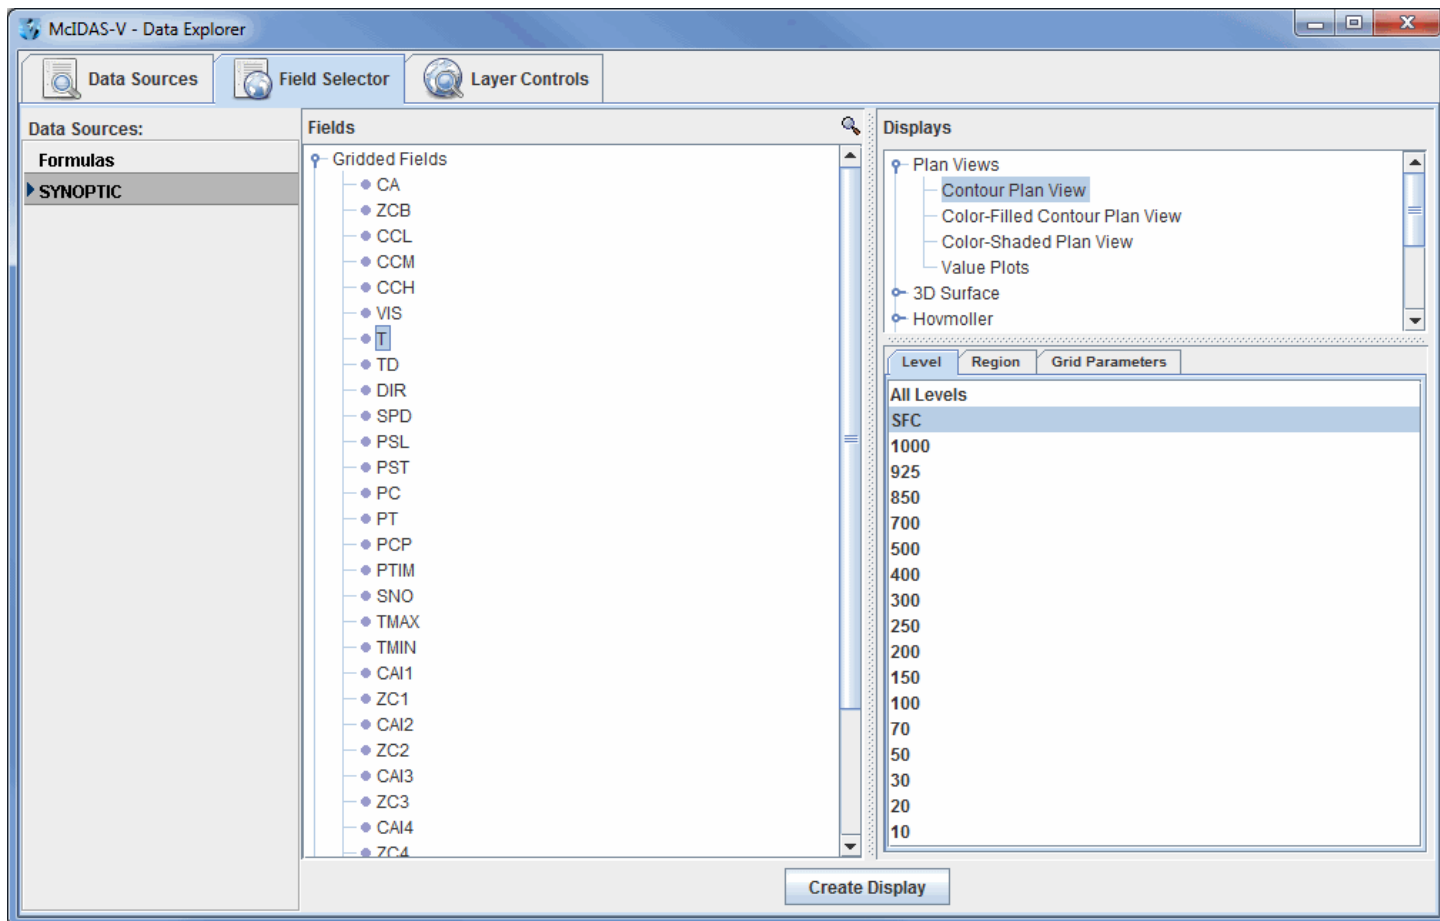 McIDAS-V - Data Explorer
Data Sources
Field Selector
Layer Controls
Data Sources:
Formulas
SYNOPTIC
Fields
Gridded Fields
CA
ZCB
CCL
CCM
CCH
VIS
T
TD
DIR
SPD
PSL
PST
PC
PT
PCP
PTIM
SNO
TMAX
TMIN
CAI1
ZC1
CAI2
ZC2
CAI3
ZC3
CAI4
ZC4
Displays
Plan Views
Contour Plan View
Color-Filled Contour Plan View
Color-Shaded Plan View
Value Plots
3D Surface
Hovmoller
Level
Region
Grid Parameters
All Levels
SFC
1000
925
850
700
500
400
300
250
200
150
100
70
50
30
20
10
Create Display